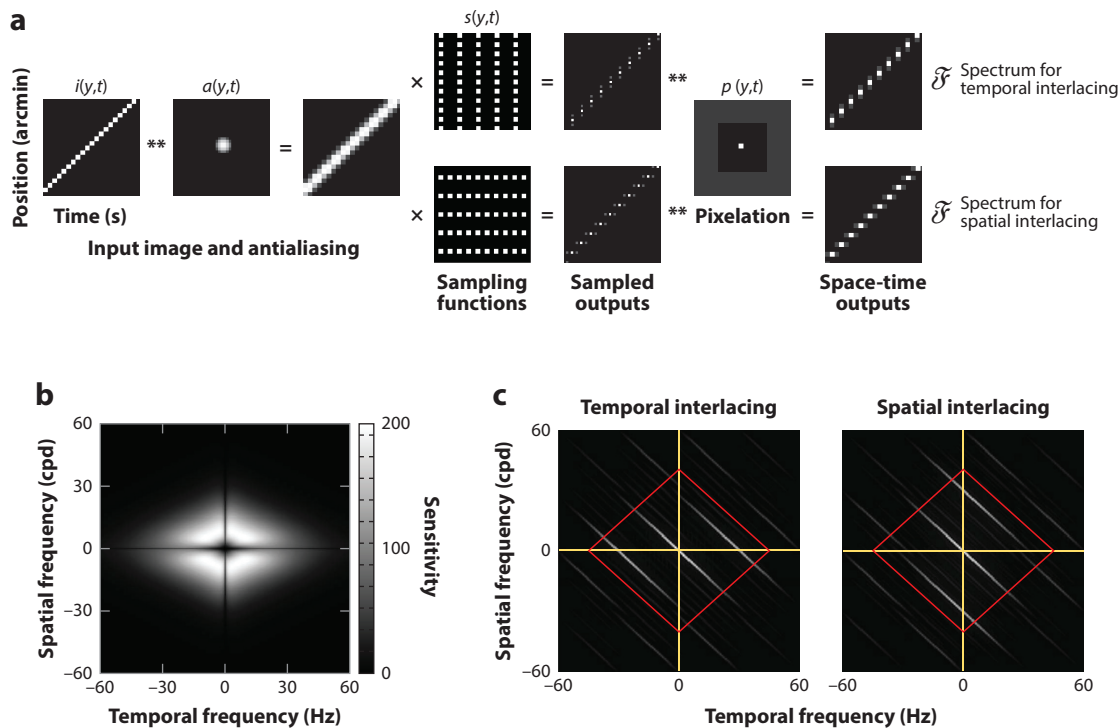 a
s(y,t)
i(y,t)
a(y,t)
p (y,t)
Position (arcmin)
**
=
×
=
**
=
ℱ Spectrum for
temporal interlacing
×
=
**
=
ℱ Spectrum for
spatial interlacing
Time (s)
Pixelation
Input image and antialiasing
Sampling
functions
Sampled
outputs
Space-time
outputs
b
60
30
0
−30
−60
−60
−30
0
30
60
Spatial frequency (cpd)
Temporal frequency (Hz)
200
100
0
Sensitivity
c
Temporal interlacing
Spatial interlacing
60
0
−60
−60
0
60
−60
0
60
Spatial frequency (cpd)
Temporal frequency (Hz)